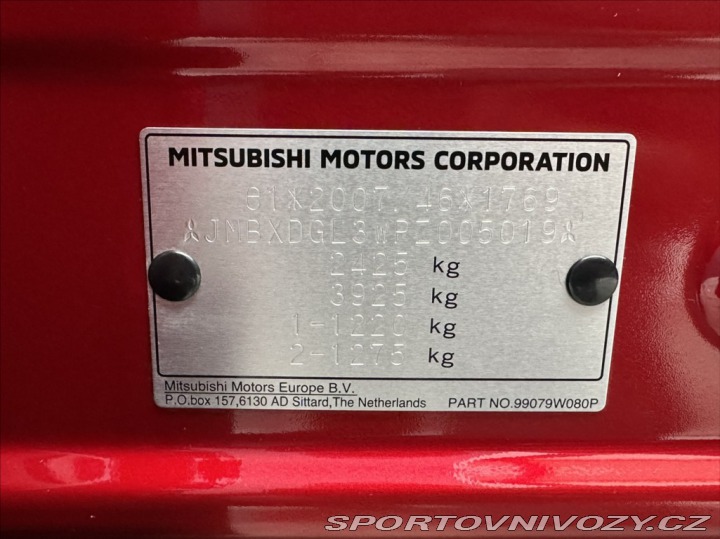 MITSUBISHI MOTORS CORPORATION
e1*2007/46*1769
*JMBXDGL3WPZ005019*
2425 kg
3925 kg
1-1220 kg
2-1275 kg
Mitsubishi Motors Europe B.V.
P.O.box 157,6130 AD Sittard,The Netherlands PART NO.99079W080P
SPORTOVNIVOZY.CZ